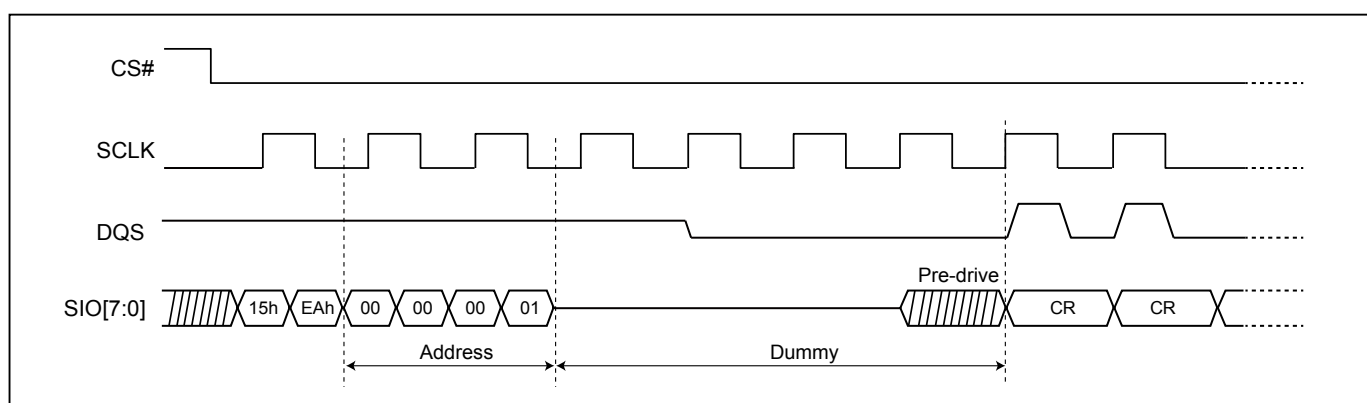 CS#
SCLK
DQS
Pre-drive
SIO[7:0] 15h EAh 00 00 00 01 CR CR
Address Dummy